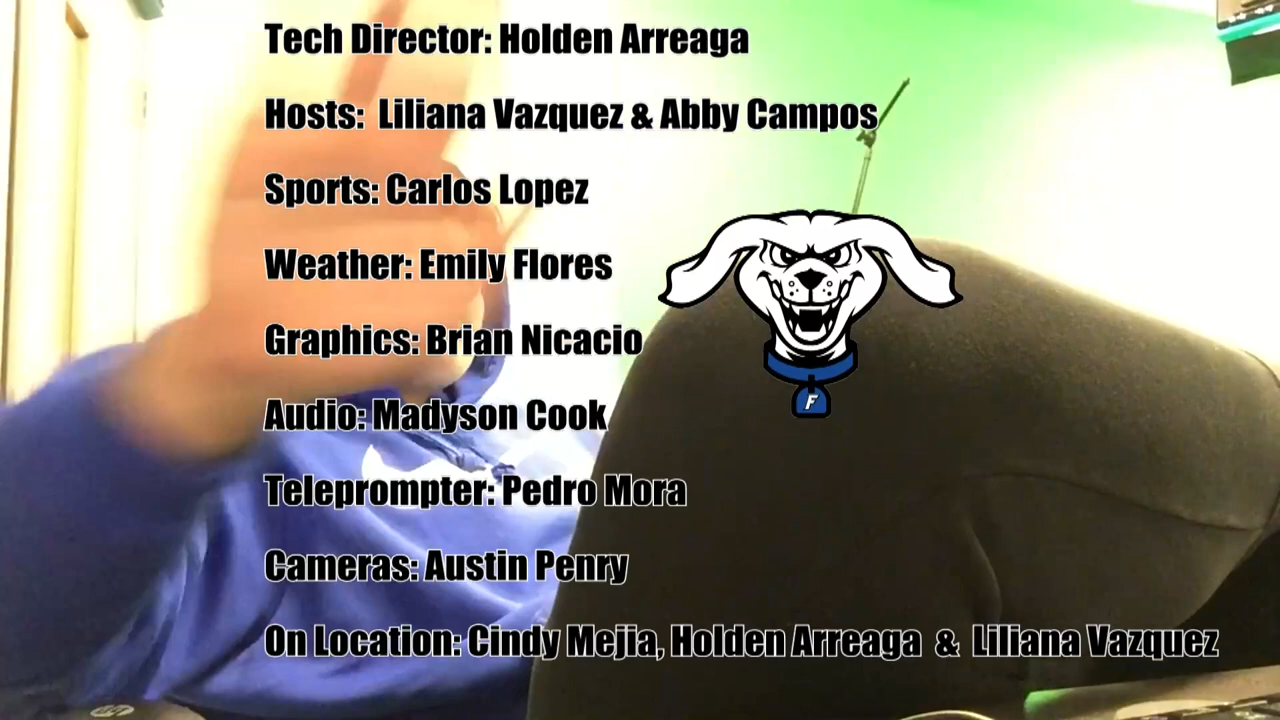 Tech Director: Holden Arreaga
Hosts: Liliana Vazquez & Abby Campos
Sports: Carlos Lopez
Weather: Emily Flores
Graphics: Brian Nicacio
F
Audio: Madyson Cook
Teleprompter: Pedro Mora
Cameras: Austin Penry
On Location: Cindy Mejia, Holden Arreaga & Liliana Vazquez
hp